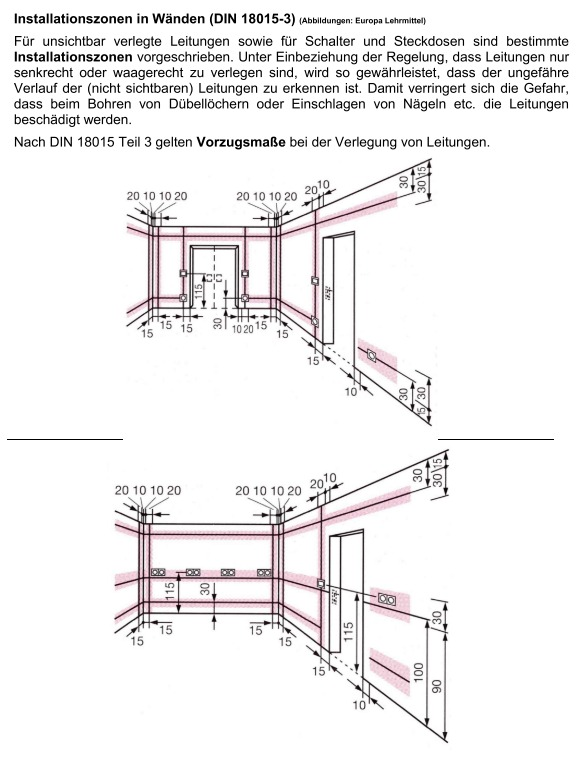 Installationszonen in Wänden (DIN 18015-3) (Abbildungen: Europa Lehrmittel)
Für unsichtbar verlegte Leitungen sowie für Schalter und Steckdosen sind bestimmte
Installationszonen vorgeschrieben. Unter Einbeziehung der Regelung, dass Leitungen nur
senkrecht oder waagerecht zu verlegen sind, wird so gewährleistet, dass der ungefähre
Verlauf der (nicht sichtbaren) Leitungen zu erkennen ist. Damit verringert sich die Gefahr,
dass beim Bohren von Dübellöchern oder Einschlagen von Nägeln etc. die Leitungen
beschädigt werden.
Nach DIN 18015 Teil 3 gelten Vorzugsmaße bei der Verlegung von Leitungen.
20 10 10 20
20 10 10 20
20 10
30 15
30
115
30
15
15 15
10 20 15
15
15
10
30 30
15
20 10 10 20
20 10 10 20
20 10
30 15
30
115
30
15
15
15
15
15
115
10
30
100
90